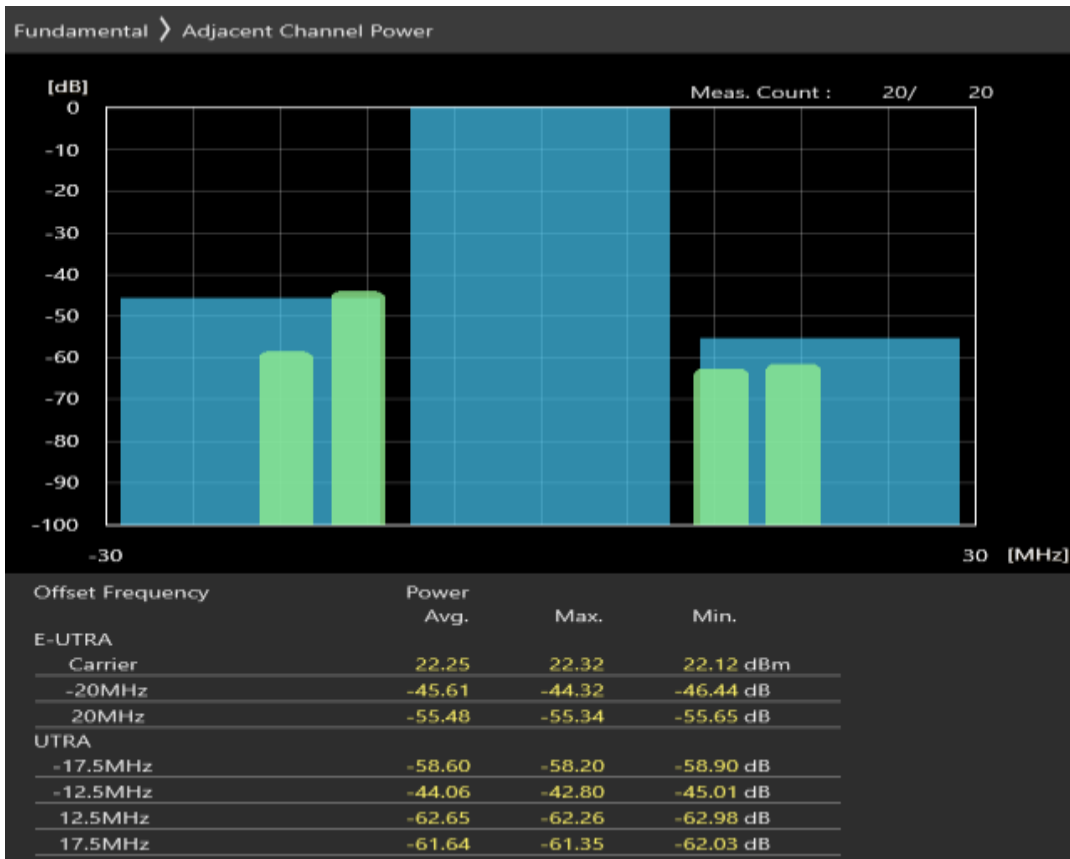 Fundamental 〉 Adjacent Channel Power
[dB]
Meas. Count : 20/ 20
0
-10
-20
-30
-40
-50
-60
-70
-80
-90
-100
-30 30 [MHz]
Offset Frequency Power
Avg. Max. Min.
E-UTRA
Carrier 22.25 22.32 22.12 dBm
-20MHz -45.61 -44.32 -46.44 dB
20MHz -55.48 -55.34 -55.65 dB
UTRA
-17.5MHz -58.60 -58.20 -58.90 dB
-12.5MHz -44.06 -42.80 -45.01 dB
12.5MHz -62.65 -62.26 -62.98 dB
17.5MHz -61.64 -61.35 -62.03 dB